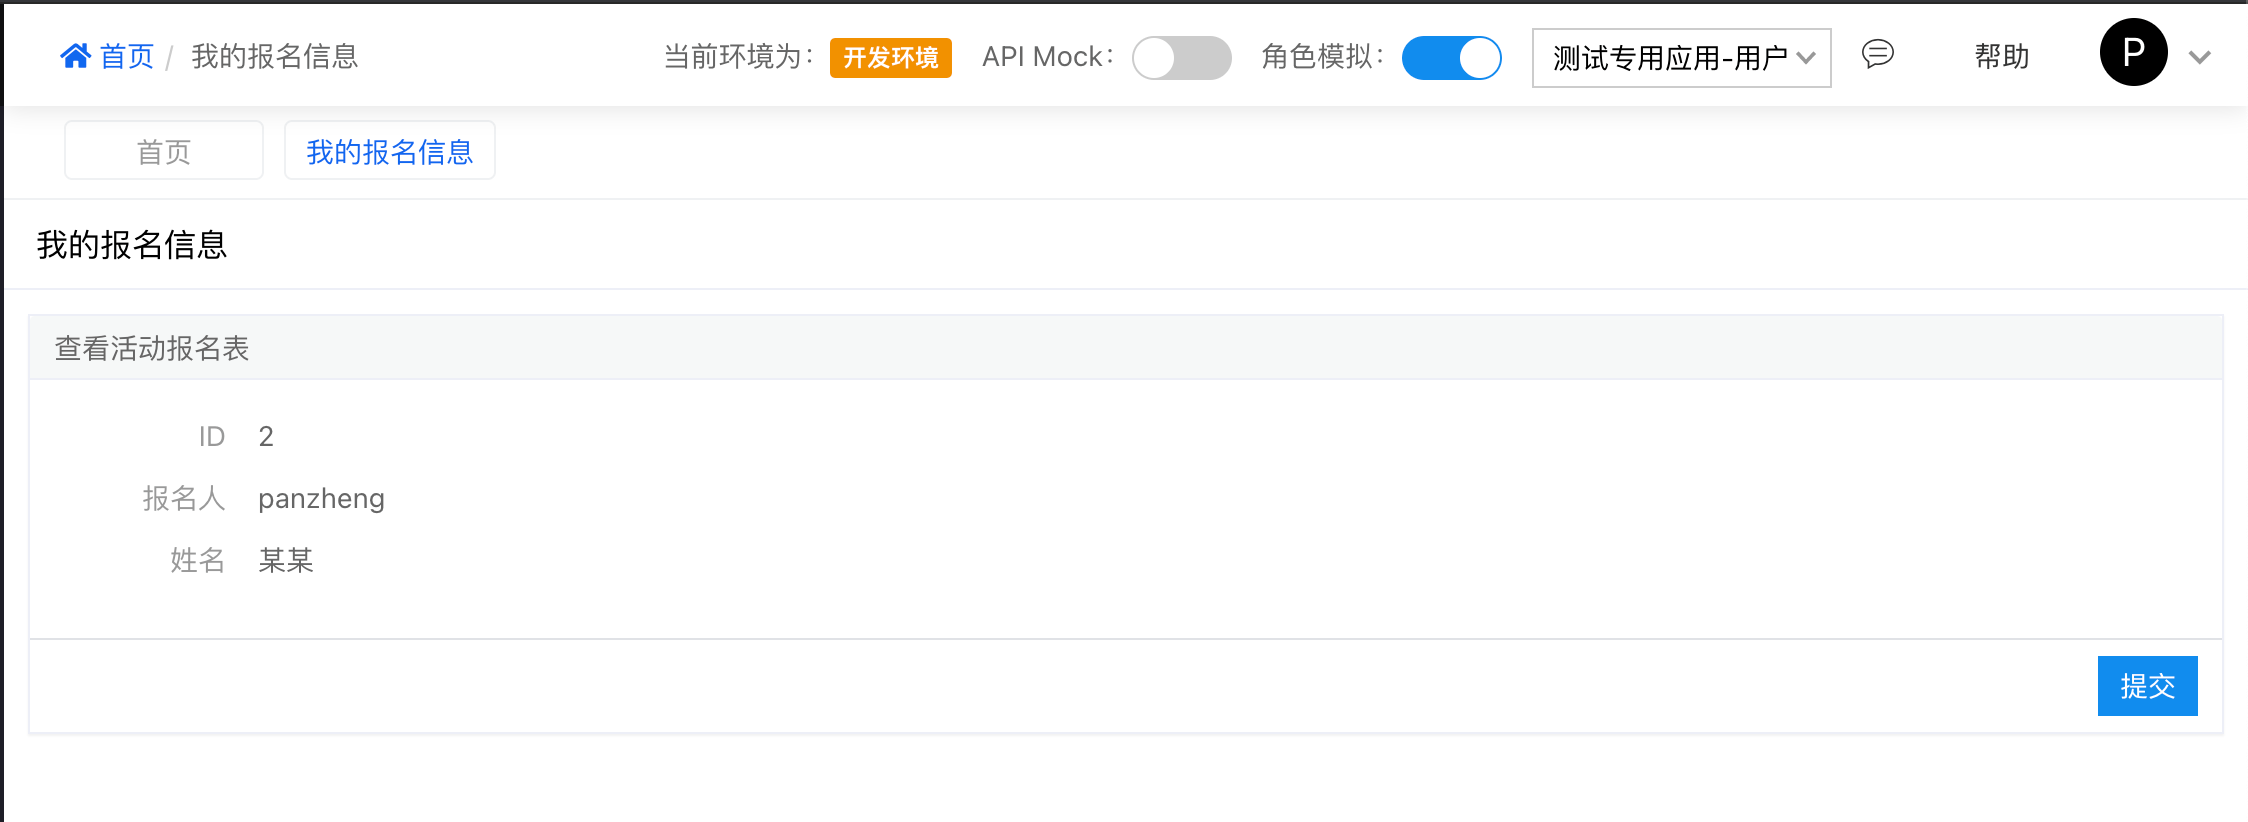 首页 / 我的报名信息 当前环境为: 开发环境 API Mock: 角色模拟: 测试专用应用-用户 帮助 P
首页 我的报名信息
我的报名信息
查看活动报名表
ID 2
报名人 panzheng
姓名 某某
提交